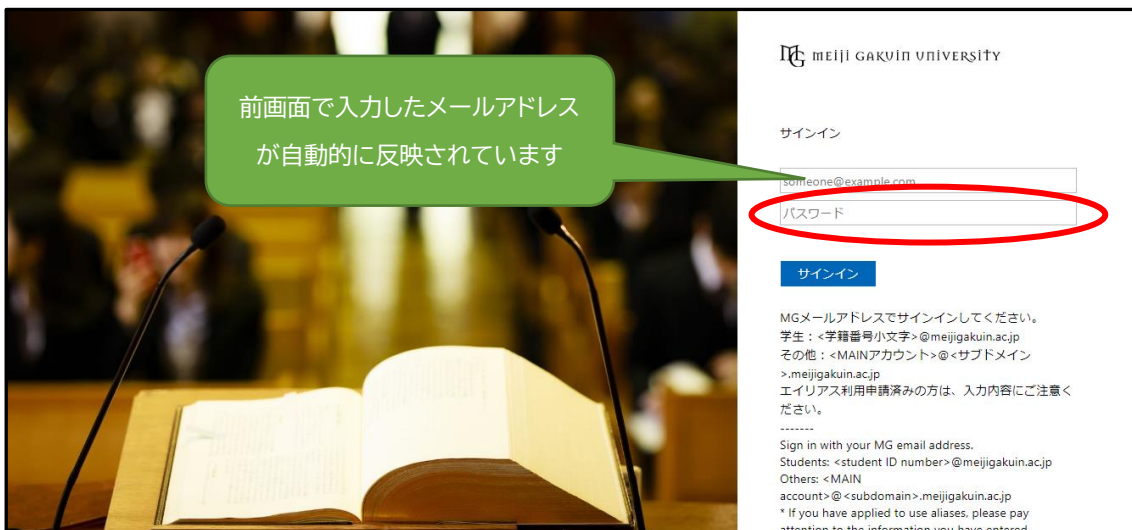 MG MEIJI GAKUIN UNIVERSITY
前画面で入力したメールアドレス
が自動的に反映されています
サインイン
someone@example.com
パスワード
サインイン
MGメールアドレスでサインインしてください。
学生：<学籍番号小文字>@meijigakuin.ac.jp
その他：<MAINアカウント>@<サブドメイン
>.meijigakuin.ac.jp
エイリアス利用申請済みの方は、入力内容にご注意く
ださい。
-------
Sign in with your MG email address.
Students: <student ID number>@meijigakuin.ac.jp
Others: <MAIN
account>@<subdomain>.meijigakuin.ac.jp
* If you have applied to use aliases, please pay
attention to the information you have entered